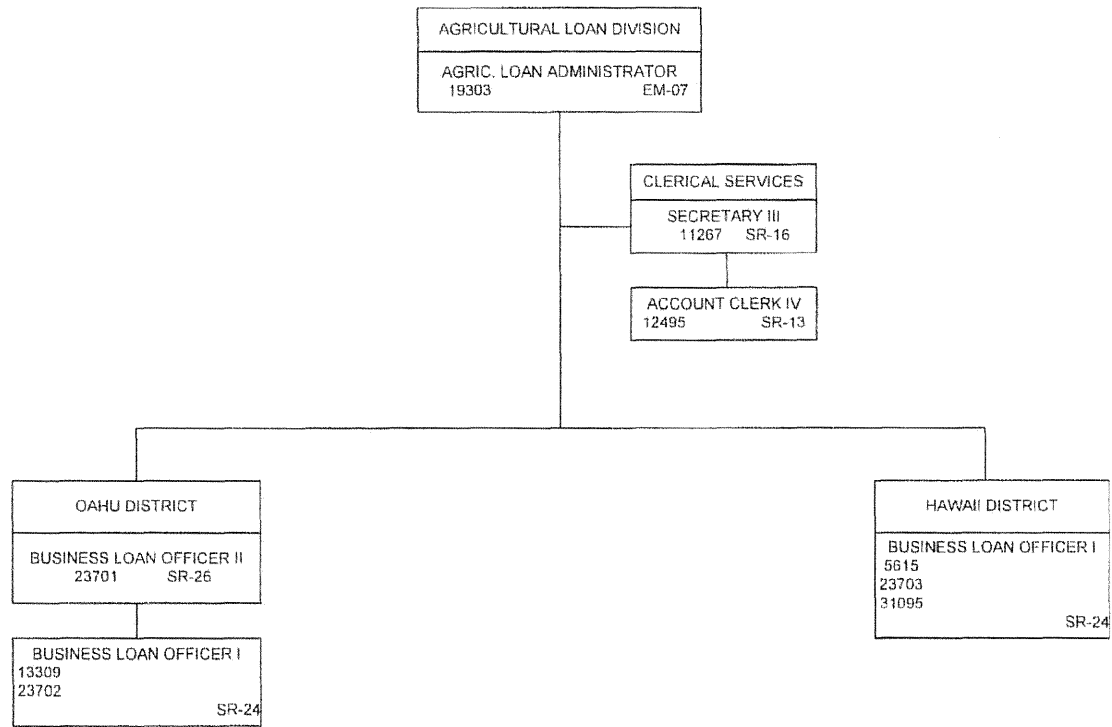 AGRICULTURAL LOAN DIVISION
AGRIC. LOAN ADMINISTRATOR
19303 EM-07
CLERICAL SERVICES
SECRETARY III
11267 SR-16
ACCOUNT CLERK IV
12495 SR-13
OAHU DISTRICT
BUSINESS LOAN OFFICER II
23701 SR-26
BUSINESS LOAN OFFICER I
13309
23702
SR-24
HAWAII DISTRICT
BUSINESS LOAN OFFICER I
5615
23703
31095
SR-24